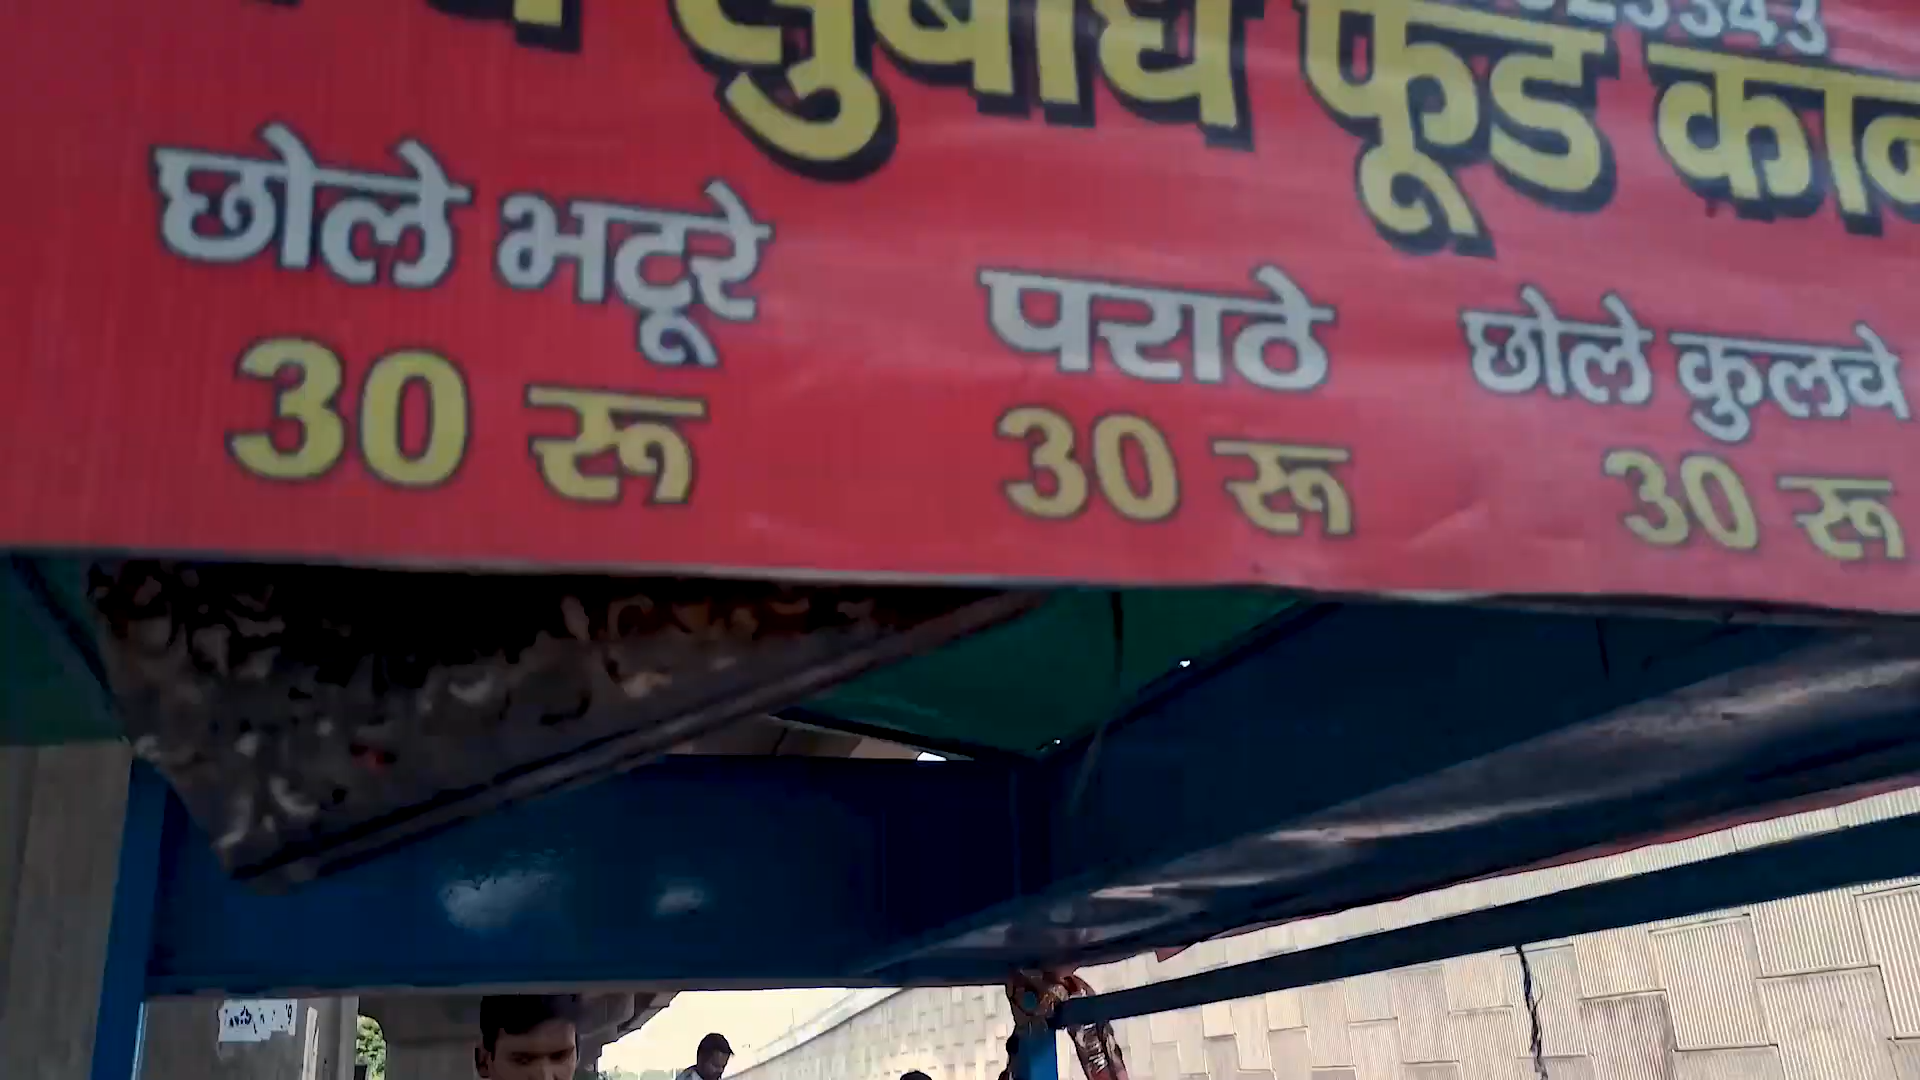 सुबोध फूड
छोले भटूरे
30 रू
पराठे
30 रू
छोले कुलचे
30 रू